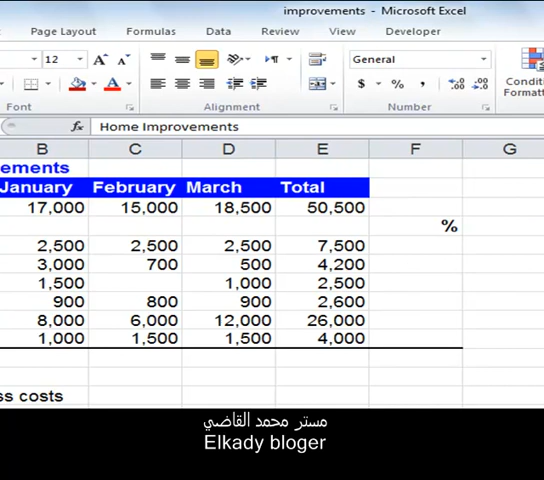 improvements - Microsoft Excel
Page Layout Formulas Data Review View Developer
12 A A General
A $ % , .00 .0
Condi
Formatt
Font Alignment Number
fx Home Improvements
B C D E F G
ements
January February March Total
17,000 15,000 18,500 50,500
%
2,500 2,500 2,500 7,500
3,000 700 500 4,200
1,500 1,000 2,500
900 800 900 2,600
8,000 6,000 12,000 26,000
1,000 1,500 1,500 4,000
ss costs
مستر محمد القاضي
Elkady bloger